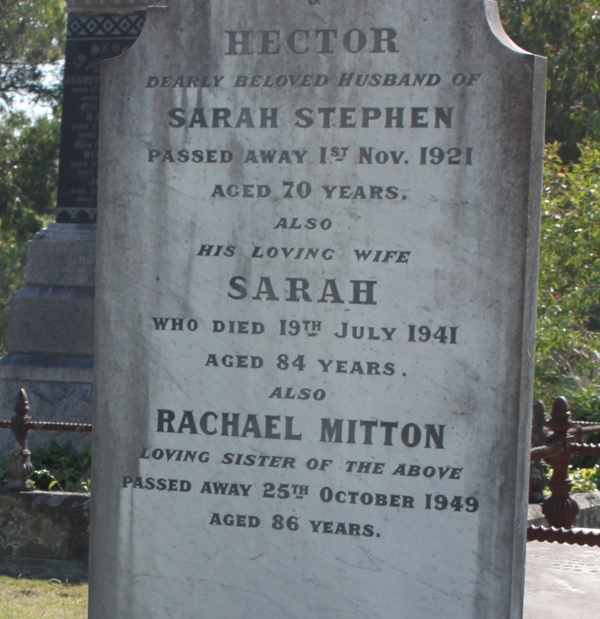 HECTOR
DEARLY BELOVED HUSBAND OF
SARAH STEPHEN
PASSED AWAY 1ST NOV. 1921
AGED 70 YEARS.
ALSO
HIS LOVING WIFE
SARAH
WHO DIED 19TH JULY 1941
AGED 84 YEARS.
ALSO
RACHAEL MITTON
LOVING SISTER OF THE ABOVE
PASSED AWAY 25TH OCTOBER 1949
AGED 86 YEARS.